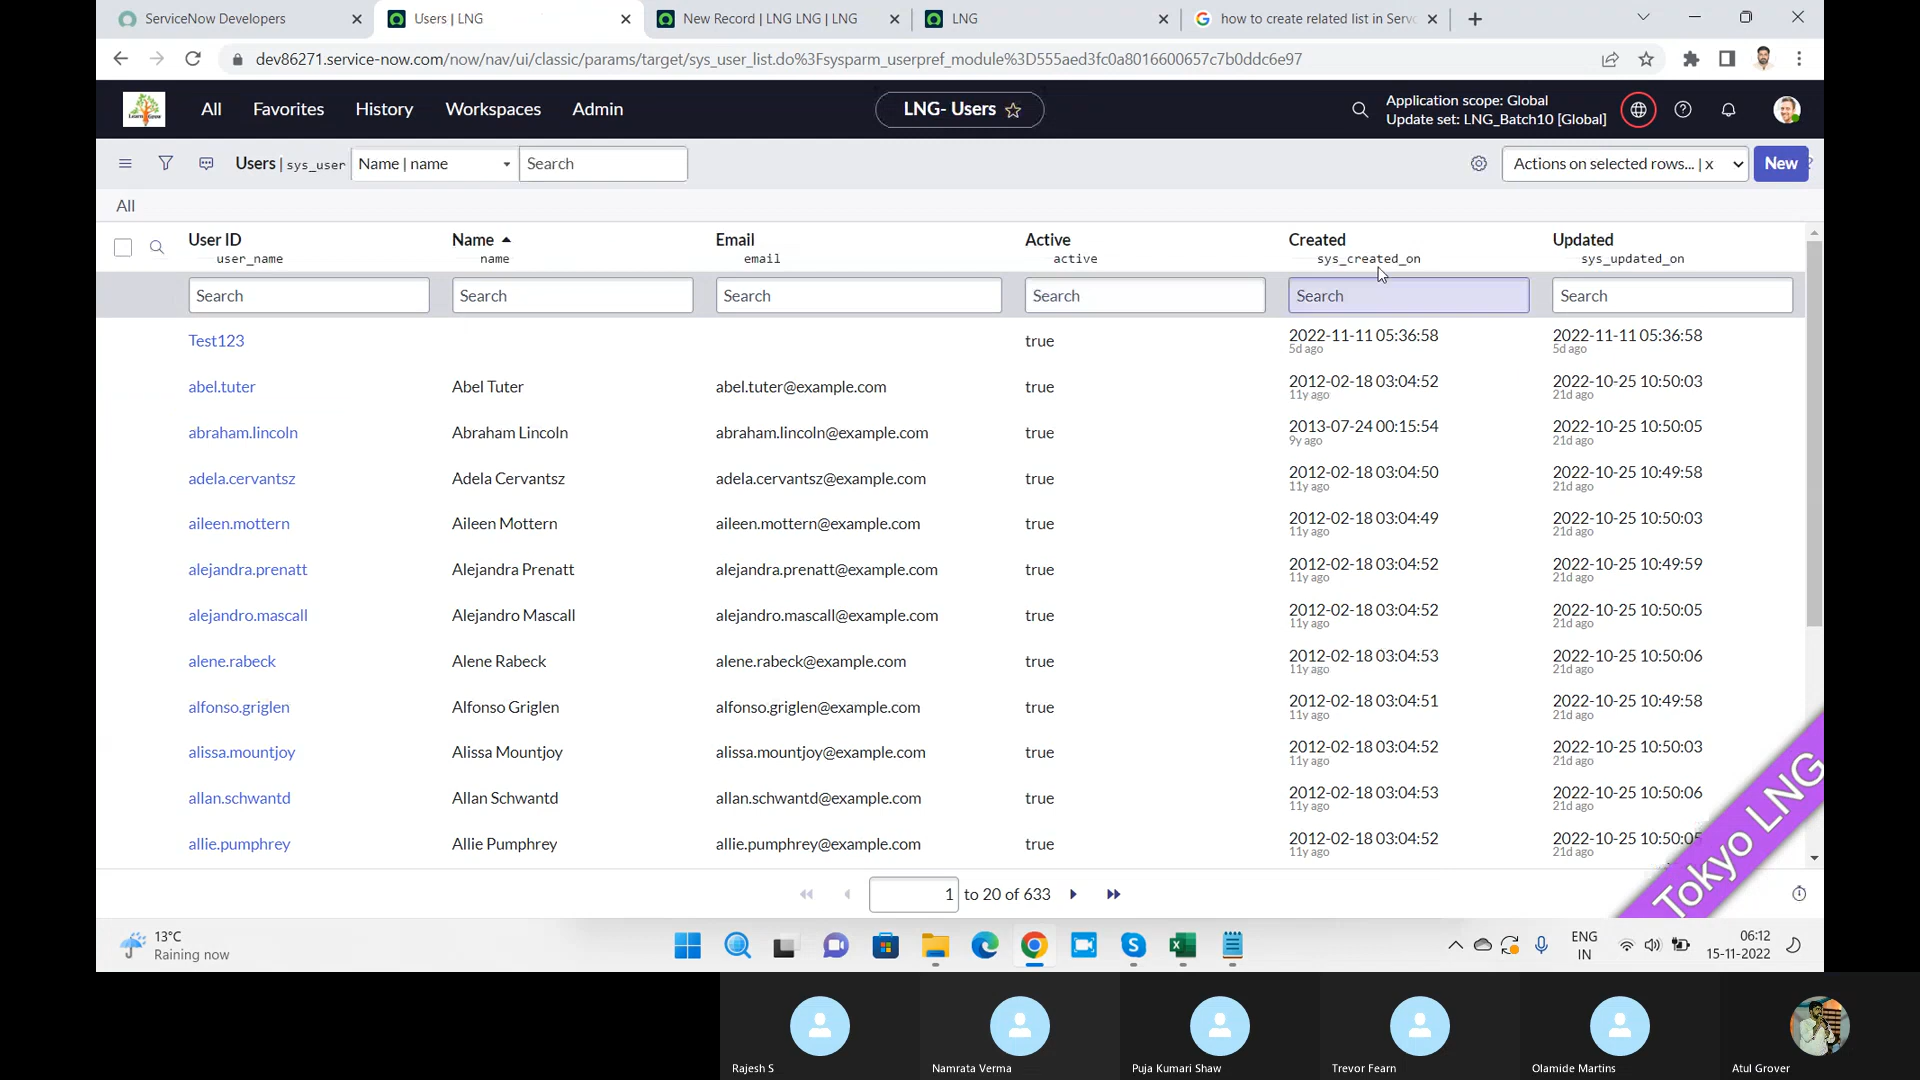 ServiceNow Developers
Users | LNG
New Record | LNG LNG | LNG
LNG
how to create related list in Servc
dev86271.service-now.com/now/nav/ui/classic/params/target/sys_user_list.do%3Fsysparm_userpref_module%3D555aed3fc0a8016600657c7b0ddc6e97
All Favorites History Workspaces Admin
LNG- Users
Application scope: Global
Update set: LNG_Batch10 [Global]
Users | sys_user Name | name Search
Actions on selected rows... | x New
All
User ID Name Email Active Created Updated
user_name name email active sys_created_on sys_updated_on
Search Search Search Search Search Search
Test123 true 2022-11-11 05:36:58 2022-11-11 05:36:58
5d ago 5d ago
abel.tuter Abel Tuter abel.tuter@example.com true 2012-02-18 03:04:52 2022-10-25 10:50:03
11y ago 21d ago
abraham.lincoln Abraham Lincoln abraham.lincoln@example.com true 2013-07-24 00:15:54 2022-10-25 10:50:05
9y ago 21d ago
adela.cervantsz Adela Cervantsz adela.cervantsz@example.com true 2012-02-18 03:04:50 2022-10-25 10:49:58
11y ago 21d ago
aileen.mottern Aileen Mottern aileen.mottern@example.com true 2012-02-18 03:04:49 2022-10-25 10:50:03
11y ago 21d ago
alejandra.prenatt Alejandra Prenatt alejandra.prenatt@example.com true 2012-02-18 03:04:52 2022-10-25 10:49:59
11y ago 21d ago
alejandro.mascall Alejandro Mascall alejandro.mascall@example.com true 2012-02-18 03:04:52 2022-10-25 10:50:05
11y ago 21d ago
alene.rabeck Alene Rabeck alene.rabeck@example.com true 2012-02-18 03:04:53 2022-10-25 10:50:06
11y ago 21d ago
alfonso.griglen Alfonso Griglen alfonso.griglen@example.com true 2012-02-18 03:04:51 2022-10-25 10:49:58
11y ago 21d ago
alissa.mountjoy Alissa Mountjoy alissa.mountjoy@example.com true 2012-02-18 03:04:52 2022-10-25 10:50:03
11y ago 21d ago
allan.schwantd Allan Schwantd allan.schwantd@example.com true 2012-02-18 03:04:53 2022-10-25 10:50:06
11y ago 21d ago
allie.pumphrey Allie Pumphrey allie.pumphrey@example.com true 2012-02-18 03:04:52 2022-10-25 10:50:05
11y ago 21d ago
Tokyo LNG
1 to 20 of 633
13°C
Raining now
ENG
IN
06:12
15-11-2022
Rajesh S
Namrata Verma
Puja Kumari Shaw
Trevor Fearn
Olamide Martins
Atul Grover